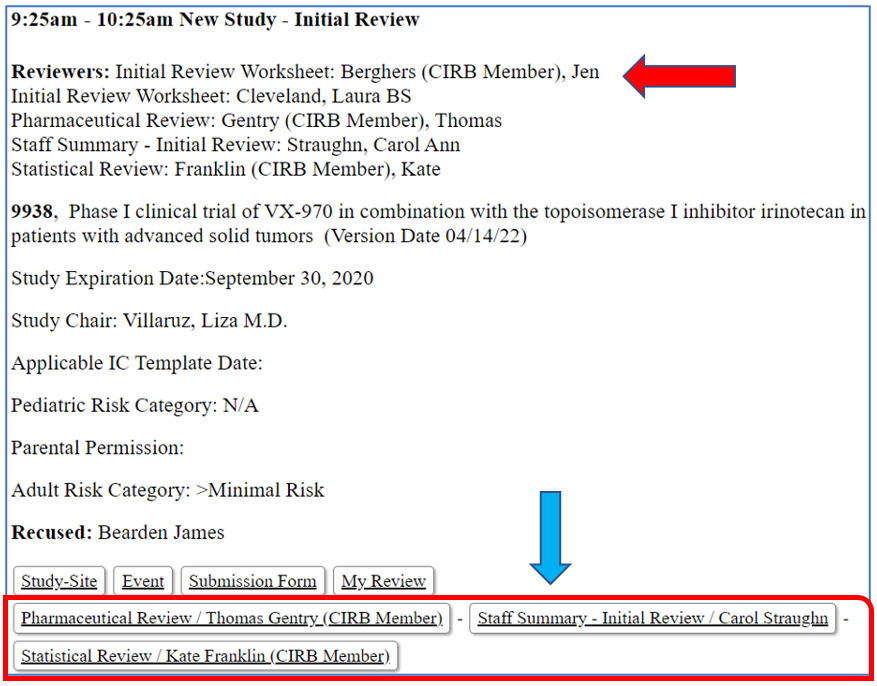 9:25am - 10:25am New Study - Initial Review
Reviewers: Initial Review Worksheet: Berghers (CIRB Member), Jen
Initial Review Worksheet: Cleveland, Laura BS
Pharmaceutical Review: Gentry (CIRB Member), Thomas
Staff Summary - Initial Review: Straughn, Carol Ann
Statistical Review: Franklin (CIRB Member), Kate
9938,  Phase I clinical trial of VX-970 in combination with the topoisomerase I inhibitor irinotecan in
patients with advanced solid tumors  (Version Date 04/14/22)
Study Expiration Date:September 30, 2020
Study Chair: Villaruz, Liza M.D.
Applicable IC Template Date:
Pediatric Risk Category: N/A
Parental Permission:
Adult Risk Category: >Minimal Risk
Recused: Bearden James
Study-Site Event Submission Form My Review
Pharmaceutical Review / Thomas Gentry (CIRB Member) - Staff Summary - Initial Review / Carol Straughn -
Statistical Review / Kate Franklin (CIRB Member)